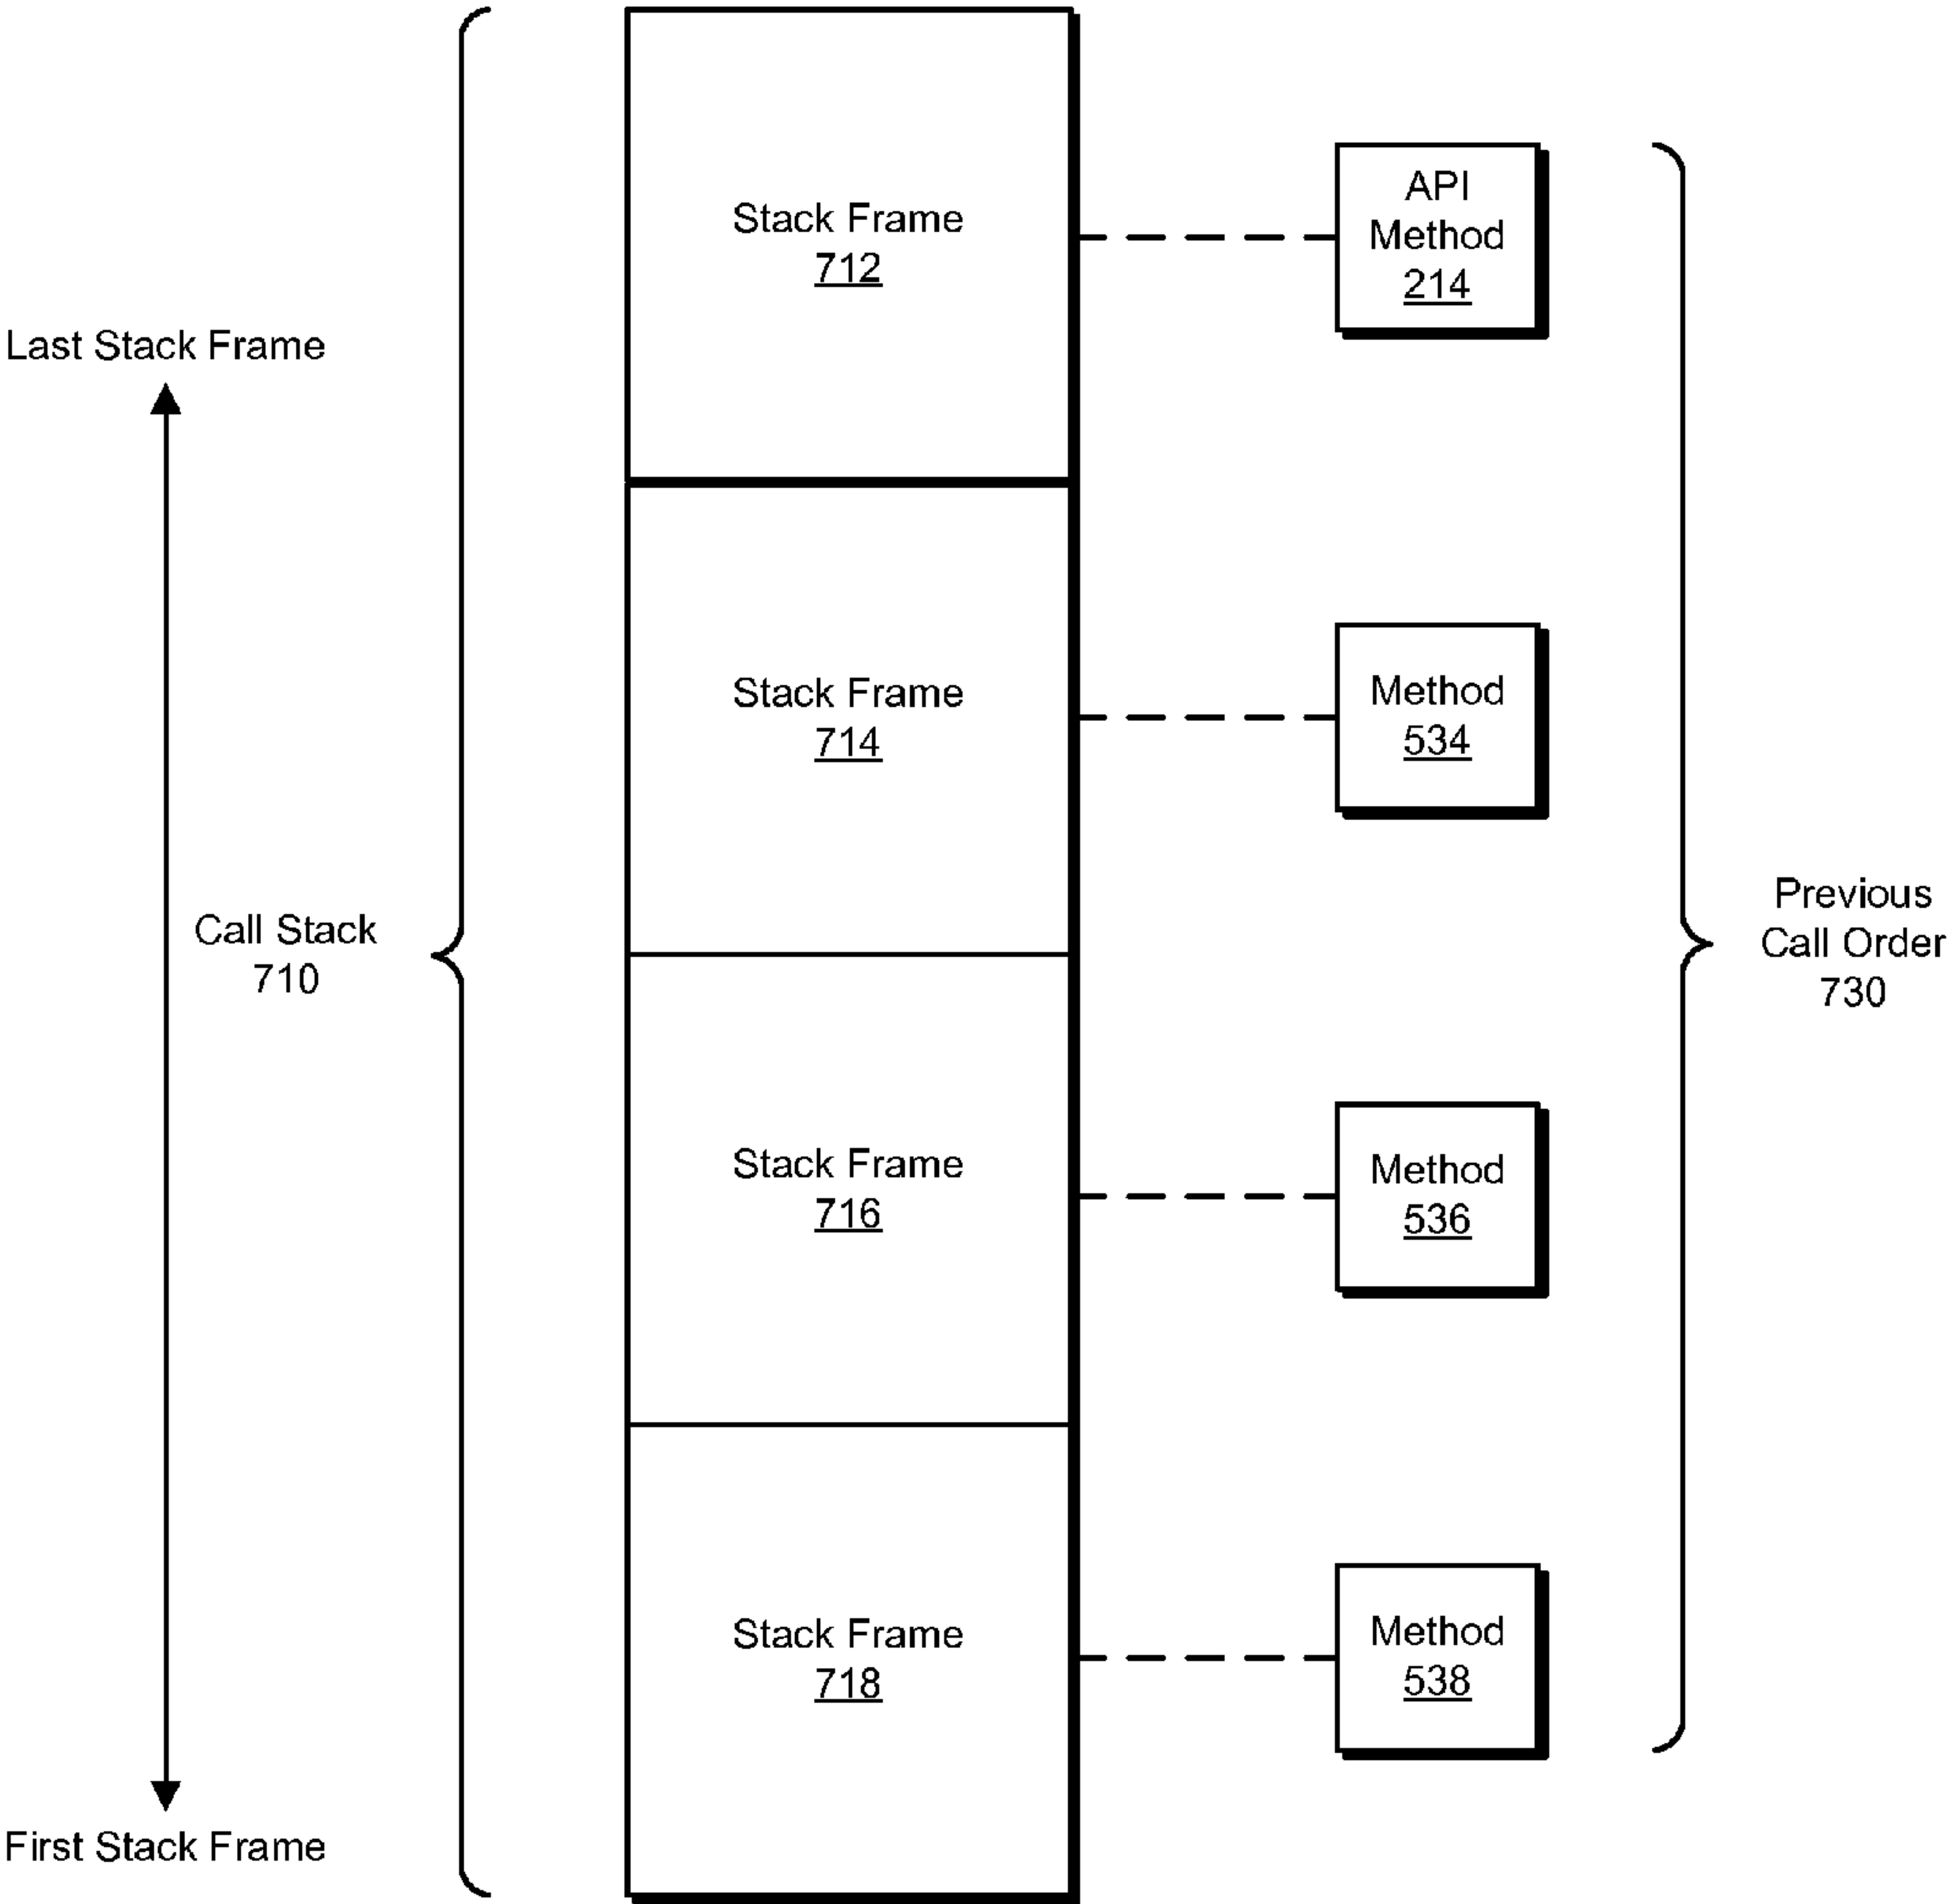 API
Method
214
Stack Frame
712
Last Stack Frame
Stack Frame
714
Method
534
Previous
Call Order
730
Call Stack
710
Stack Frame
716
Method
536
Stack Frame
718
Method
538
First Stack Frame